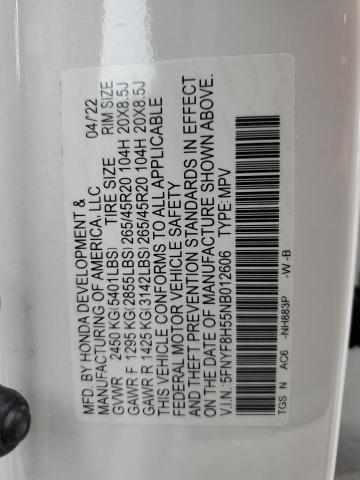 MFD. BY HONDA DEVELOPMENT &
MANUFACTURING OF AMERICA, LLC 04/'22
GVWR 2450 KG(5401LBS) TIRE SIZE RIM SIZE
GAWR F 1295 KG(2855LBS) 265/45R20 104H 20X8.5J
GAWR R 1425 KG(3142LBS) 265/45R20 104H 20X8.5J
THIS VEHICLE CONFORMS TO ALL APPLICABLE
FEDERAL MOTOR VEHICLE SAFETY
AND THEFT PREVENTION STANDARDS IN EFFECT
ON THE DATE OF MANUFACTURE SHOWN ABOVE.
V.I.N.: 5FNYF8H55NB012606 TYPE: MPV
TGS N AC6 -NH883P -W -B